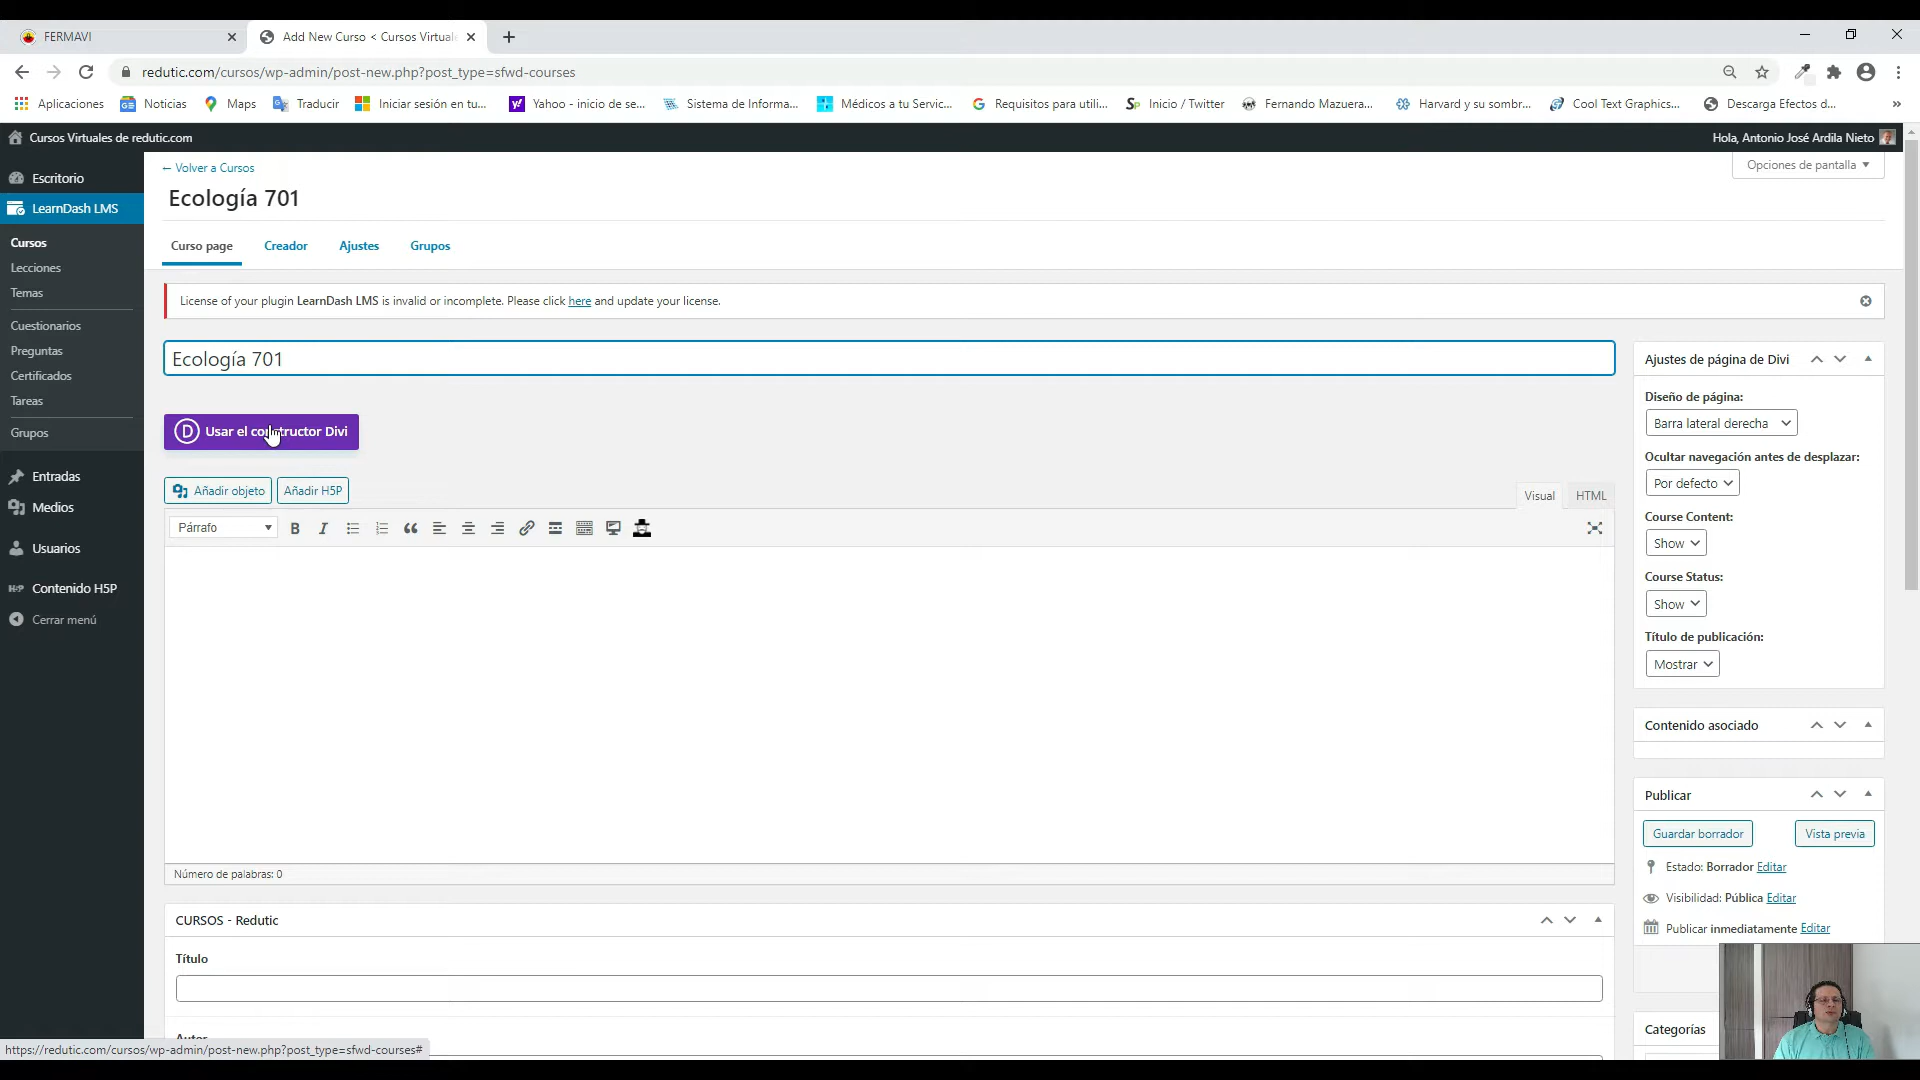 FERMAVI
Add New Curso < Cursos Virtuale
redutic.com/cursos/wp-admin/post-new.php?post_type=sfwd-courses
Aplicaciones
Noticias
Maps
Traducir
Iniciar sesión en tu...
Yahoo - inicio de se...
Sistema de Informa...
Médicos a tu Servic...
Requisitos para utili...
Inicio / Twitter
Fernando Mazuera...
Harvard y su sombr...
Cool Text Graphics...
Descarga Efectos d...
»
Cursos Virtuales de redutic.com
Hola, Antonio José Ardila Nieto
Escritorio
LearnDash LMS
Cursos
Lecciones
Temas
Cuestionarios
Preguntas
Certificados
Tareas
Grupos
Entradas
Medios
Usuarios
H5P Contenido H5P
Cerrar menú
← Volver a Cursos
Opciones de pantalla
Ecología 701
Curso page
Creador
Ajustes
Grupos
License of your plugin LearnDash LMS is invalid or incomplete. Please click here and update your license.
Ecología 701
D Usar el constructor Divi
Añadir objeto
Añadir H5P
Visual
HTML
Párrafo
B I
Número de palabras: 0
CURSOS - Redutic
Título
Autor
Ajustes de página de Divi
Diseño de página:
Barra lateral derecha
Ocultar navegación antes de desplazar:
Por defecto
Course Content:
Show
Course Status:
Show
Título de publicación:
Mostrar
Contenido asociado
Publicar
Guardar borrador
Vista previa
Estado: Borrador Editar
Visibilidad: Pública Editar
Publicar inmediatamente Editar
Categorías
https://redutic.com/cursos/wp-admin/post-new.php?post_type=sfwd-courses#